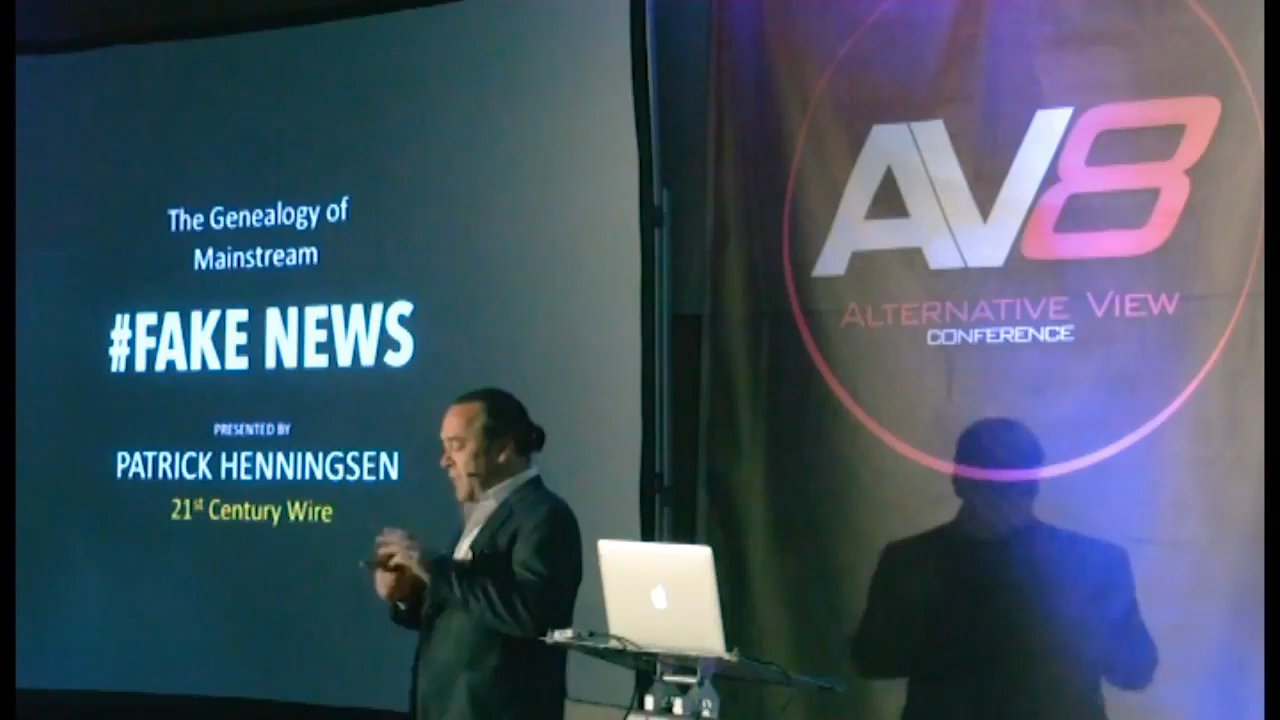 The Genealogy of
Mainstream
#FAKE NEWS
PRESENTED BY
PATRICK HENNINGSEN
21st Century Wire
AV8
ALTERNATIVE VIEW
CONFERENCE